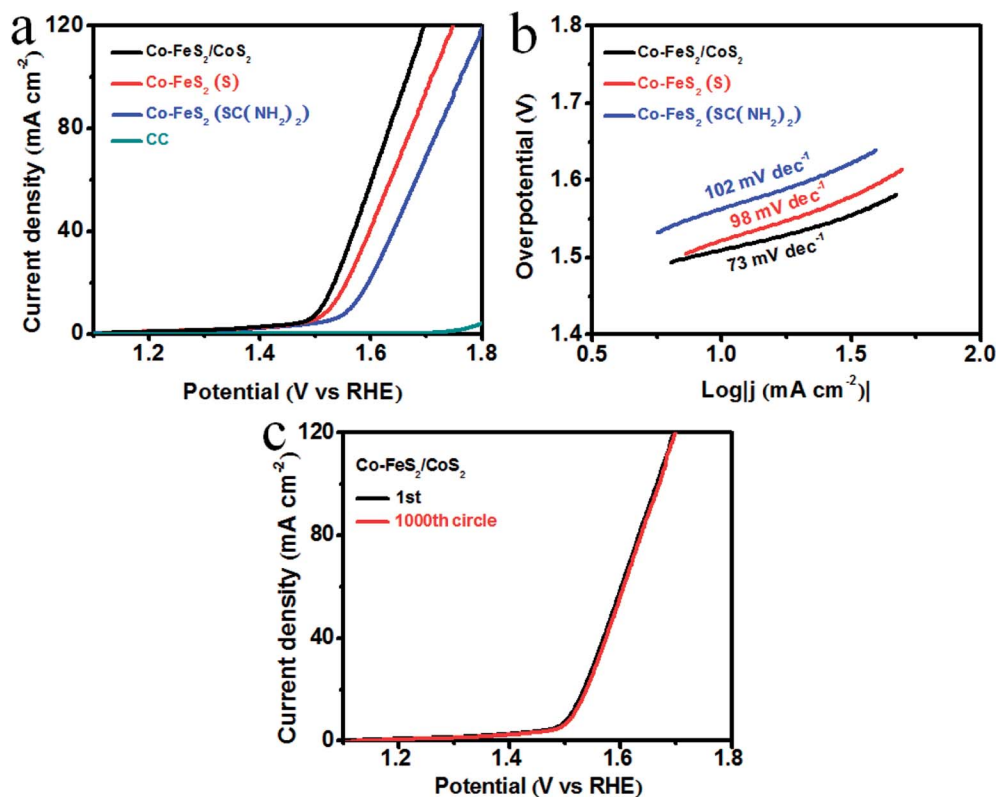 a
120
80
40
0
Current density (mA cm⁻²)
Co-FeS₂/CoS₂
Co-FeS₂ (S)
Co-FeS₂ (SC(NH₂)₂)
CC
1.2 1.4 1.6 1.8
Potential (V vs RHE)
b
1.8
1.7
1.6
1.5
1.4
Overpotential (V)
Co-FeS₂/CoS₂
Co-FeS₂ (S)
Co-FeS₂ (SC(NH₂)₂)
102 mV dec⁻¹
98 mV dec⁻¹
73 mV dec⁻¹
0.5 1.0 1.5 2.0
Log|j (mA cm⁻²)|
c
120
80
40
0
Current density (mA cm⁻²)
Co-FeS₂/CoS₂
1st
1000th circle
1.2 1.4 1.6 1.8
Potential (V vs RHE)